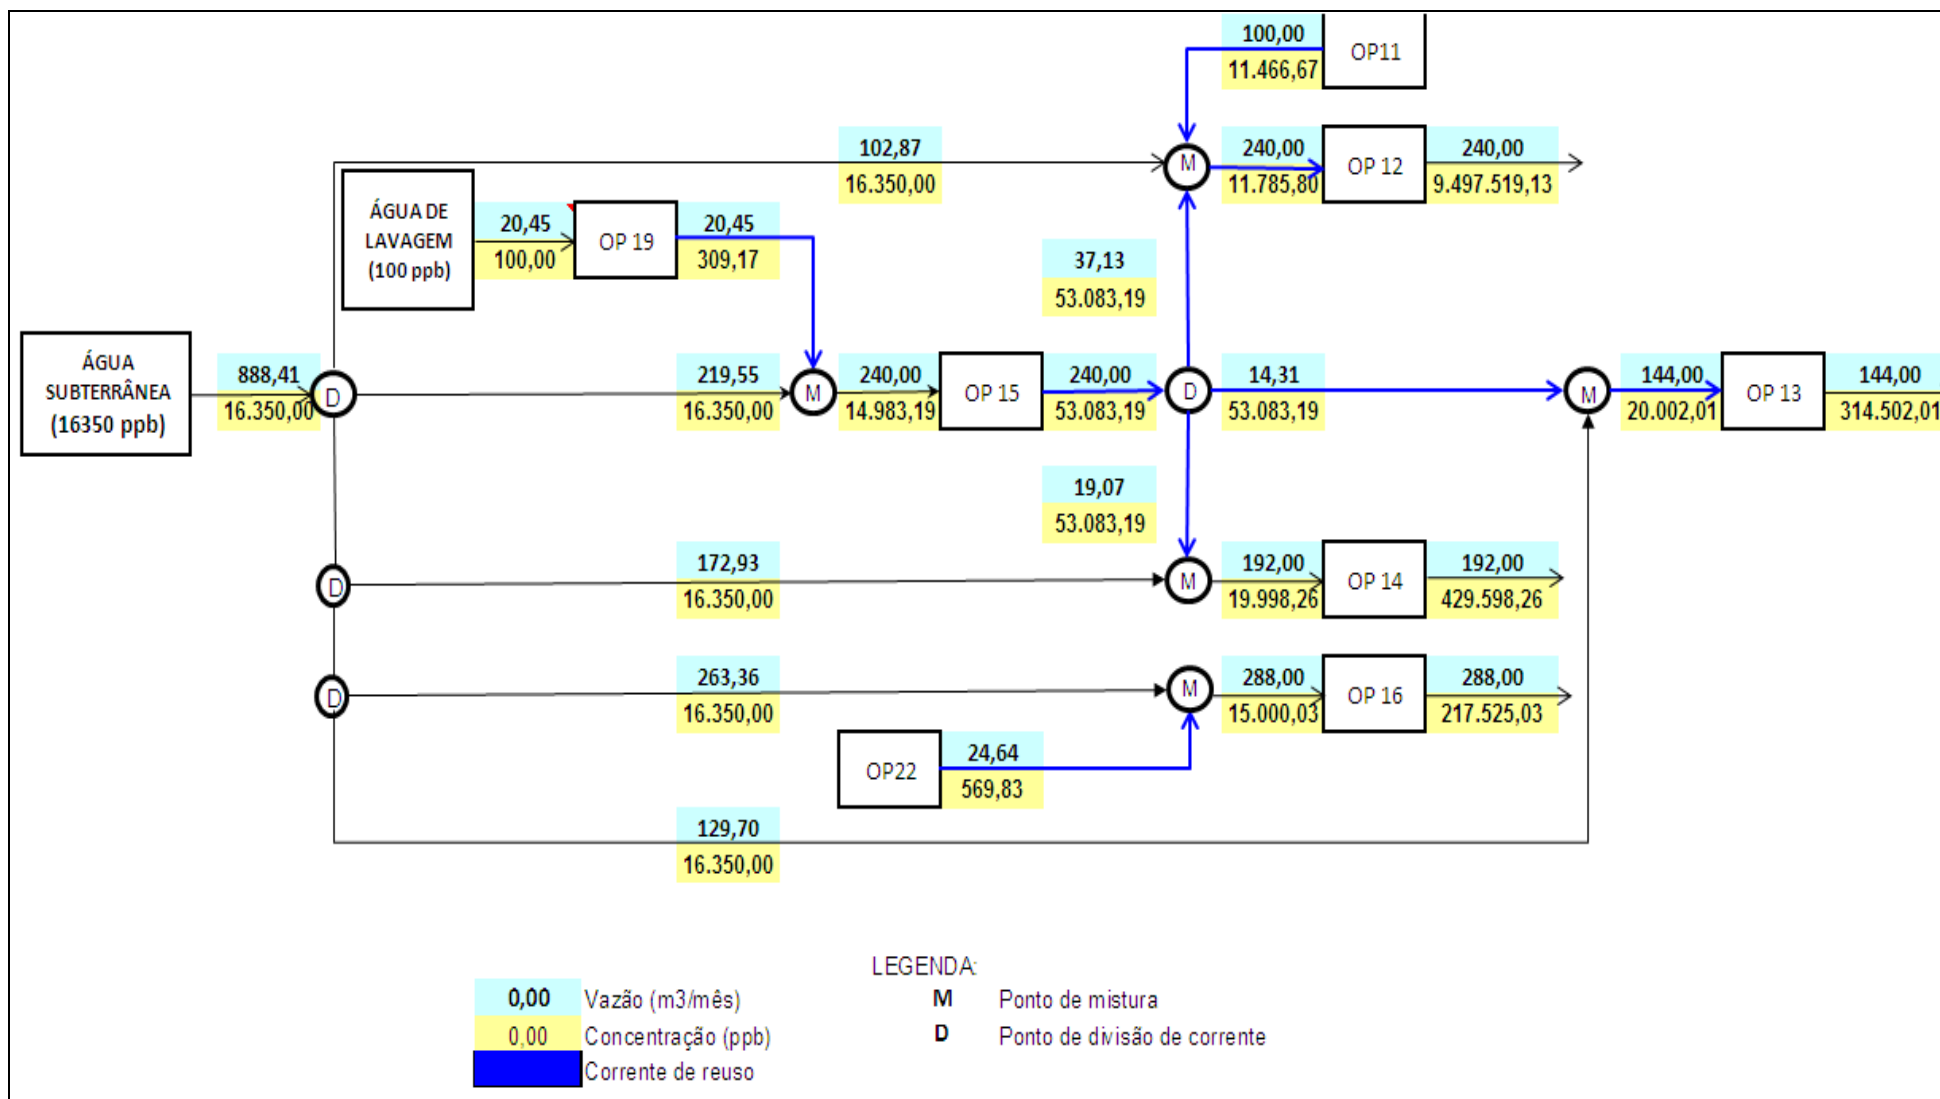 100,00
11.466,67
OP11
102,87
16.350,00
240,00
11.785,80
OP 12
240,00
9.497.519,13
ÁGUA DE
LAVAGEM
(100 ppb)
20,45
100,00
OP 19
20,45
309,17
M
37,13
53.083,19
ÁGUA
SUBTERRÂNEA
(16350 ppb)
888,41
16.350,00
D
219,55
16.350,00
M
240,00
14.983,19
OP 15
240,00
53.083,19
D
14,31
53.083,19
M
144,00
20.002,01
OP 13
144,00
314.502,01
19,07
53.083,19
D
172,93
16.350,00
M
192,00
19.998,26
OP 14
192,00
429.598,26
D
263,36
16.350,00
M
288,00
15.000,03
OP 16
288,00
217.525,03
OP22
24,64
569,83
129,70
16.350,00
LEGENDA:
0,00 Vazão (m3/mês)
M Ponto de mistura
0,00 Concentração (ppb)
D Ponto de divisão de corrente
Corrente de reuso